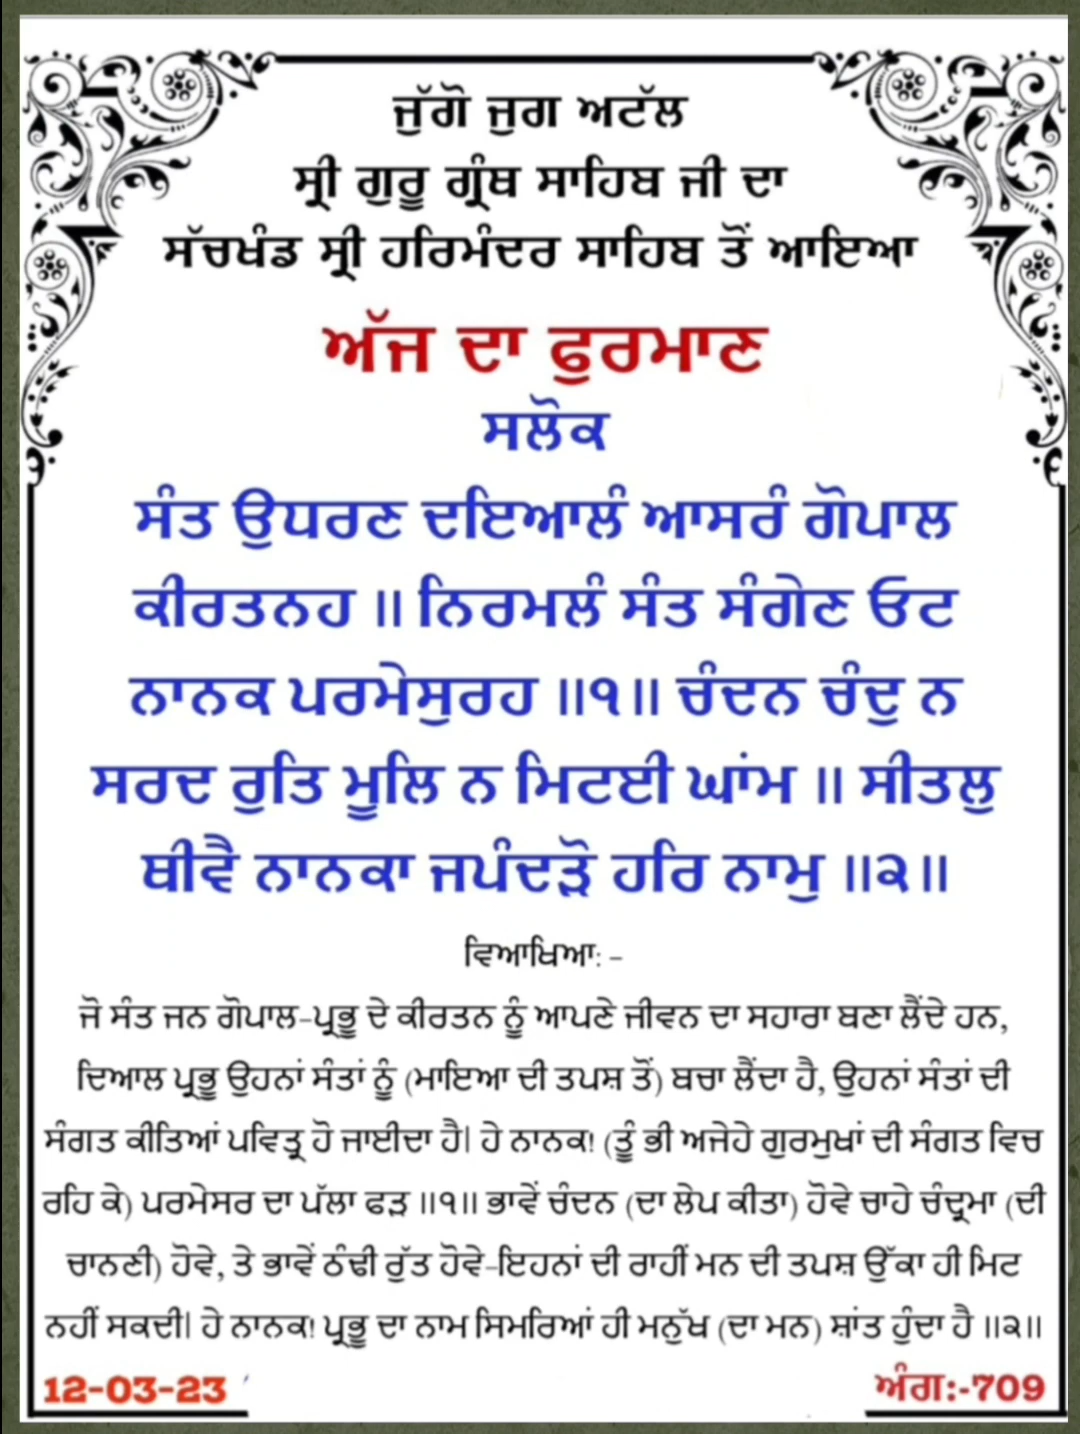 ਜੁੱਗੋ ਜੁਗ ਅਟੱਲ
ਸ੍ਰੀ ਗੁਰੂ ਗ੍ਰੰਥ ਸਾਹਿਬ ਜੀ ਦਾ
ਸੱਚਖੰਡ ਸ੍ਰੀ ਹਰਿਮੰਦਰ ਸਾਹਿਬ ਤੋਂ ਆਇਆ
ਅੱਜ ਦਾ ਫੁਰਮਾਣ
ਸਲੋਕ
ਸੰਤ ਉਧਰਣ ਦਇਆਲੰ ਆਸਰੰ ਗੋਪਾਲ
ਕੀਰਤਨਹ ॥ ਨਿਰਮਲੰ ਸੰਤ ਸੰਗੇਣ ਓਟ
ਨਾਨਕ ਪਰਮੇਸੁਰਹ ॥੧॥ ਚੰਦਨ ਚੰਦੁ ਨ
ਸਰਦ ਰੁਤਿ ਮੂਲਿ ਨ ਮਿਟਈ ਘਾਂਮ ॥ ਸੀਤਲੁ
ਥੀਵੈ ਨਾਨਕਾ ਜਪੰਦੜੋ ਹਰਿ ਨਾਮੁ ॥੨॥
ਵਿਆਖਿਆ: –
ਜੋ ਸੰਤ ਜਨ ਗੋਪਾਲ-ਪ੍ਰਭੂ ਦੇ ਕੀਰਤਨ ਨੂੰ ਆਪਣੇ ਜੀਵਨ ਦਾ ਸਹਾਰਾ ਬਣਾ ਲੈਂਦੇ ਹਨ,
ਦਿਆਲ ਪ੍ਰਭੂ ਉਹਨਾਂ ਸੰਤਾਂ ਨੂੰ (ਮਾਇਆ ਦੀ ਤਪਸ਼ ਤੋਂ) ਬਚਾ ਲੈਂਦਾ ਹੈ, ਉਹਨਾਂ ਸੰਤਾਂ ਦੀ
ਸੰਗਤ ਕੀਤਿਆਂ ਪਵਿਤ੍ਰ ਹੋ ਜਾਈਦਾ ਹੈ। ਹੇ ਨਾਨਕ! (ਤੂੰ ਭੀ ਅਜੇਹੇ ਗੁਰਮੁਖਾਂ ਦੀ ਸੰਗਤ ਵਿਚ
ਰਹਿ ਕੇ) ਪਰਮੇਸਰ ਦਾ ਪੱਲਾ ਫੜ ॥੧॥ ਭਾਵੇਂ ਚੰਦਨ (ਦਾ ਲੇਪ ਕੀਤਾ) ਹੋਵੇ ਚਾਹੇ ਚੰਦ੍ਰਮਾ (ਦੀ
ਚਾਨਣੀ) ਹੋਵੇ, ਤੇ ਭਾਵੇਂ ਠੰਢੀ ਰੁੱਤ ਹੋਵੇ-ਇਹਨਾਂ ਦੀ ਰਾਹੀਂ ਮਨ ਦੀ ਤਪਸ਼ ਉੱਕਾ ਹੀ ਮਿਟ
ਨਹੀਂ ਸਕਦੀ। ਹੇ ਨਾਨਕ! ਪ੍ਰਭੂ ਦਾ ਨਾਮ ਸਿਮਰਿਆਂ ਹੀ ਮਨੁੱਖ (ਦਾ ਮਨ) ਸ਼ਾਂਤ ਹੁੰਦਾ ਹੈ ॥੨॥
12-03-23
ਅੰਗ:-709